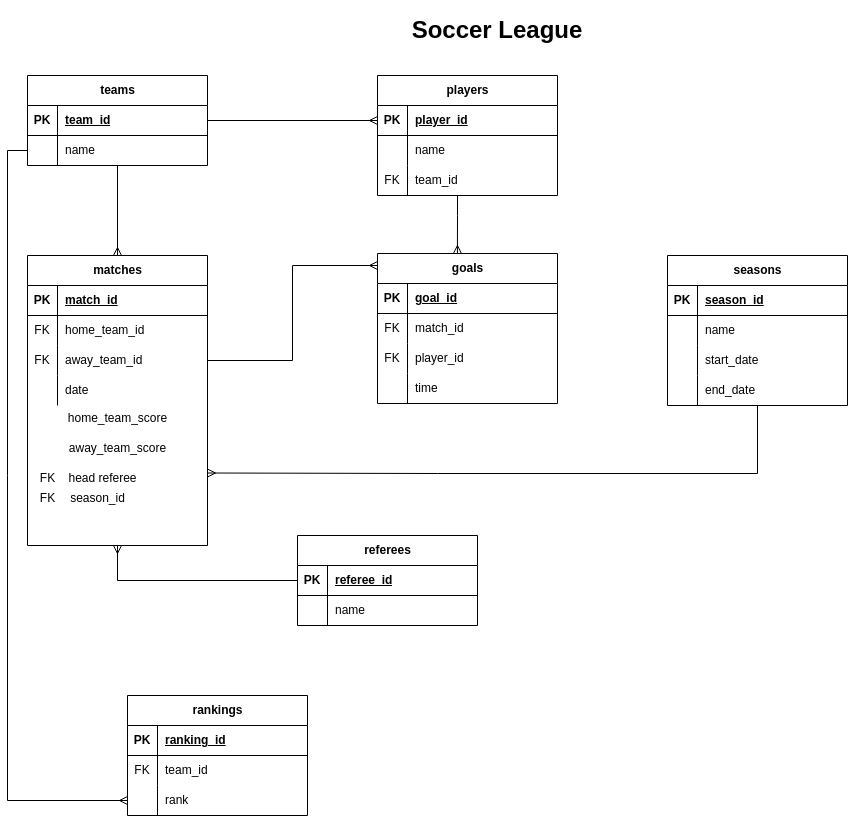 Soccer League
teams
PK team_id
name
players
PK player_id
name
FK team_id
matches
PK match_id
FK home_team_id
FK away_team_id
date
home_team_score
away_team_score
FK head referee
FK season_id
goals
PK goal_id
FK match_id
FK player_id
time
seasons
PK season_id
name
start_date
end_date
referees
PK referee_id
name
rankings
PK ranking_id
FK team_id
rank